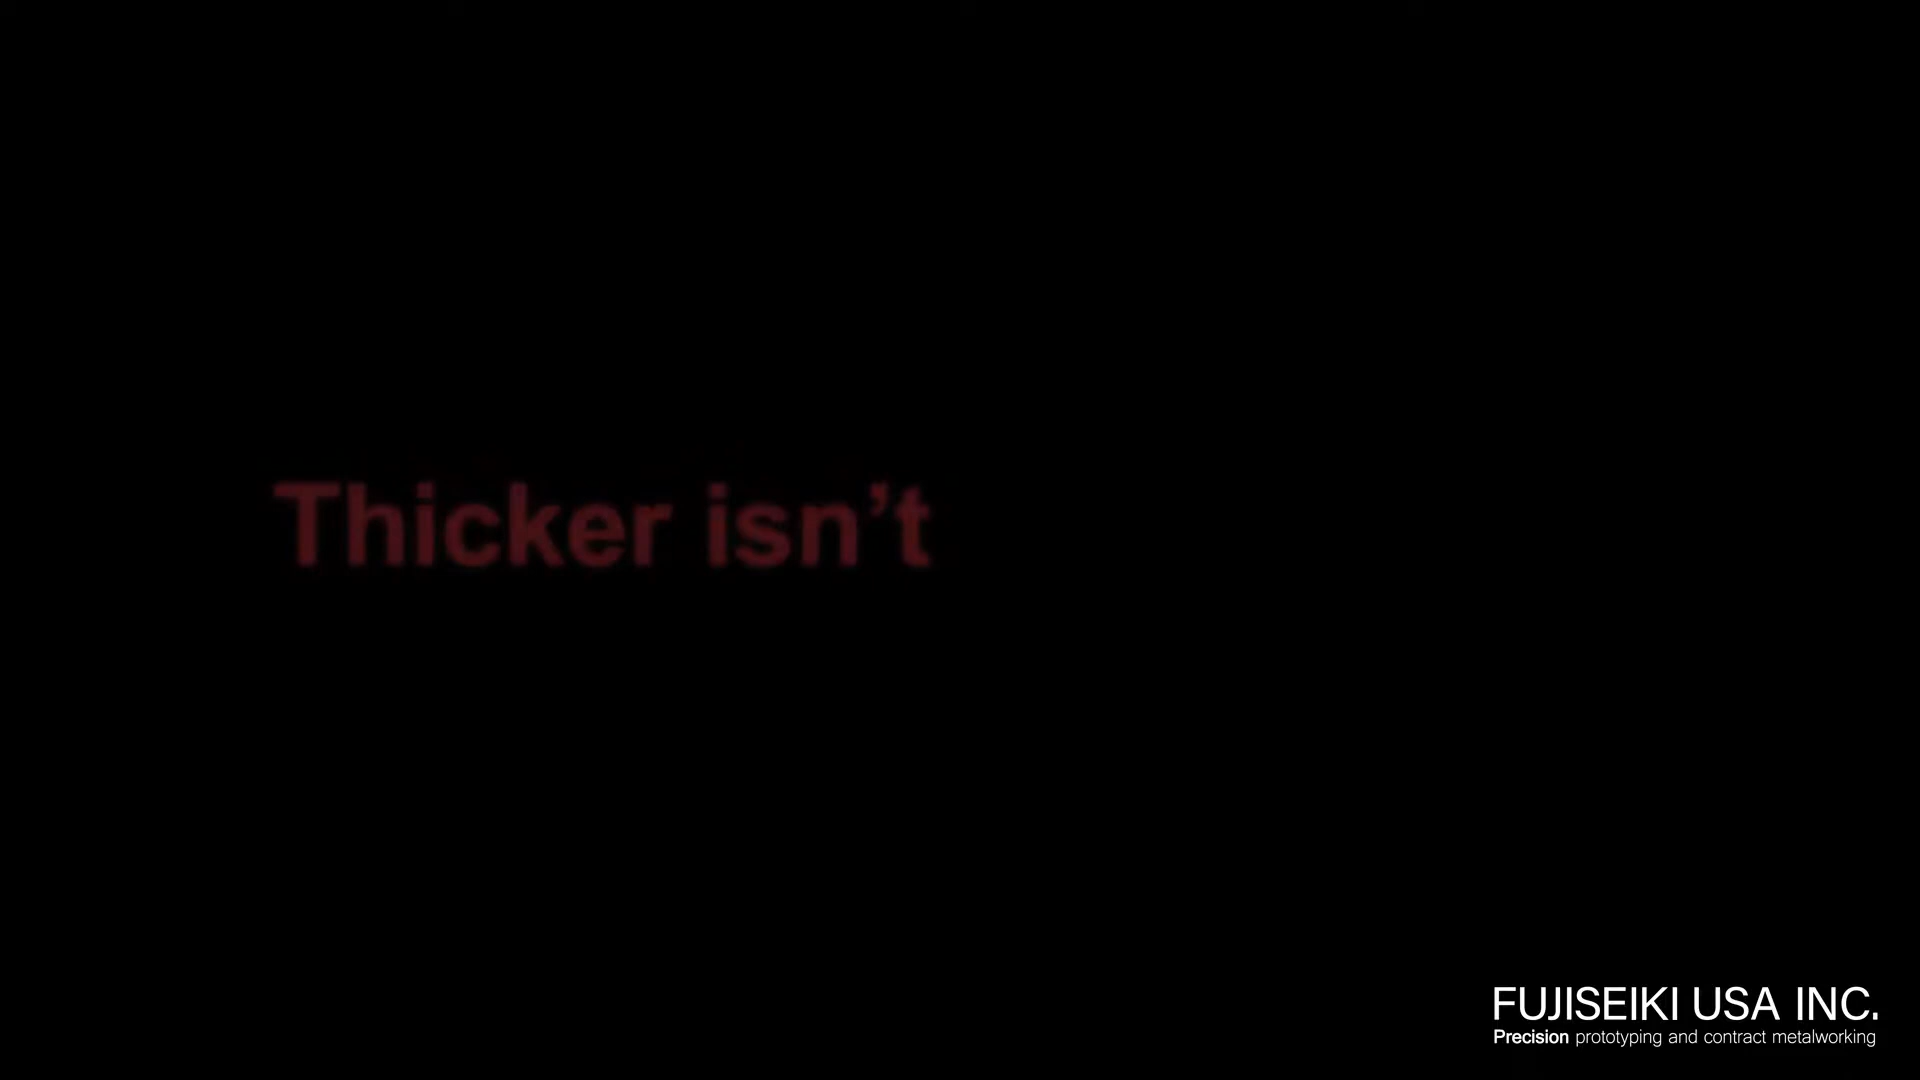 Thicker isn’t
FUJISEIKI USA INC.
Precision prototyping and contract metalworking